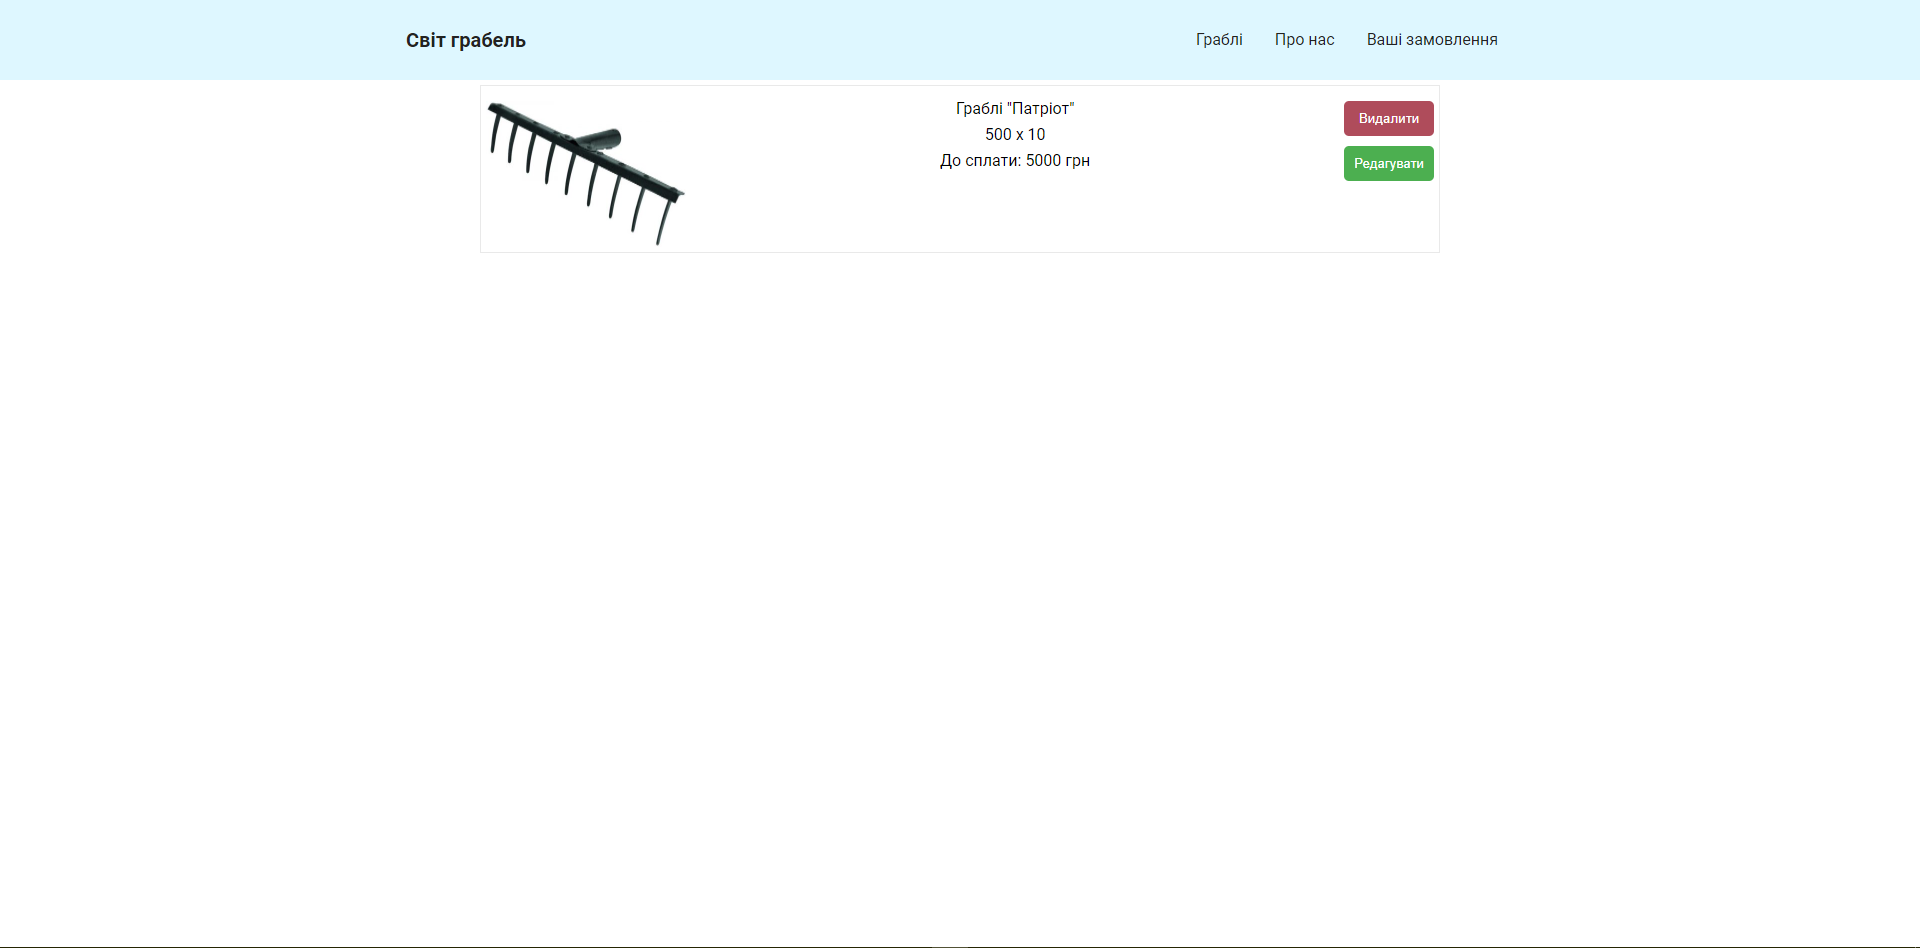 Світ грабель
Граблі Про нас Ваші замовлення
Граблі "Патріот"
500 x 10
До сплати: 5000 грн
Видалити
Редагувати